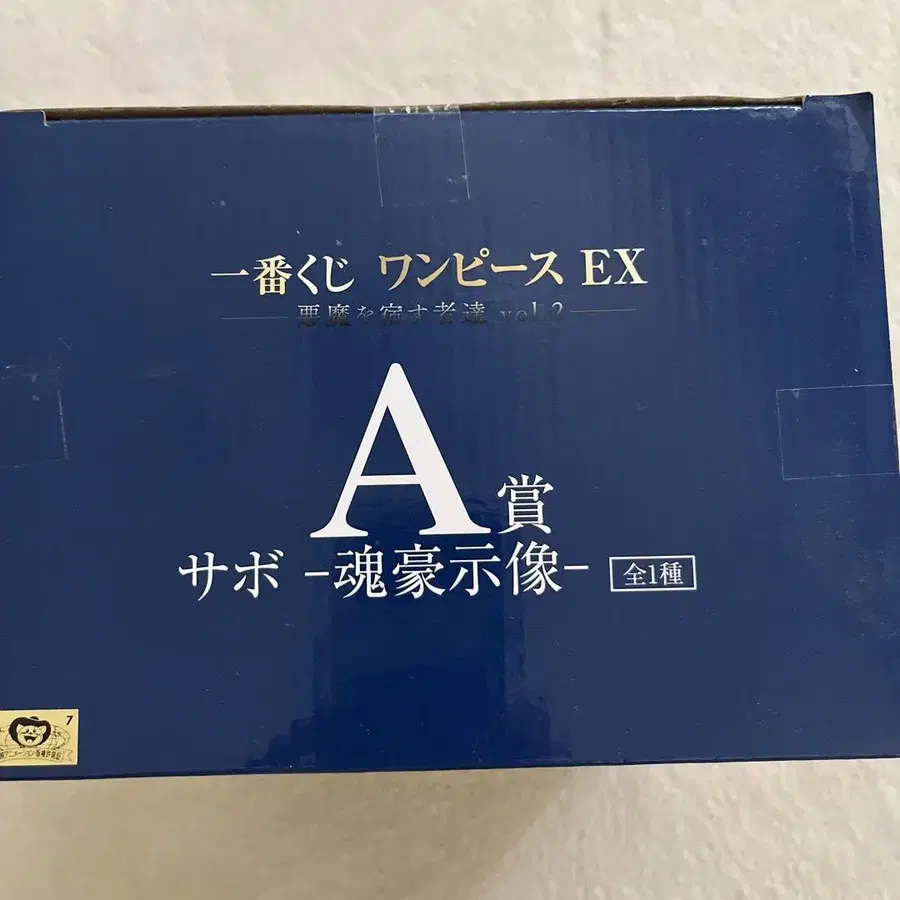 一番くじ ワンピース EX
悪魔を宿す者達 vol.2
A賞
サボ -魂豪示像- 全1種
7